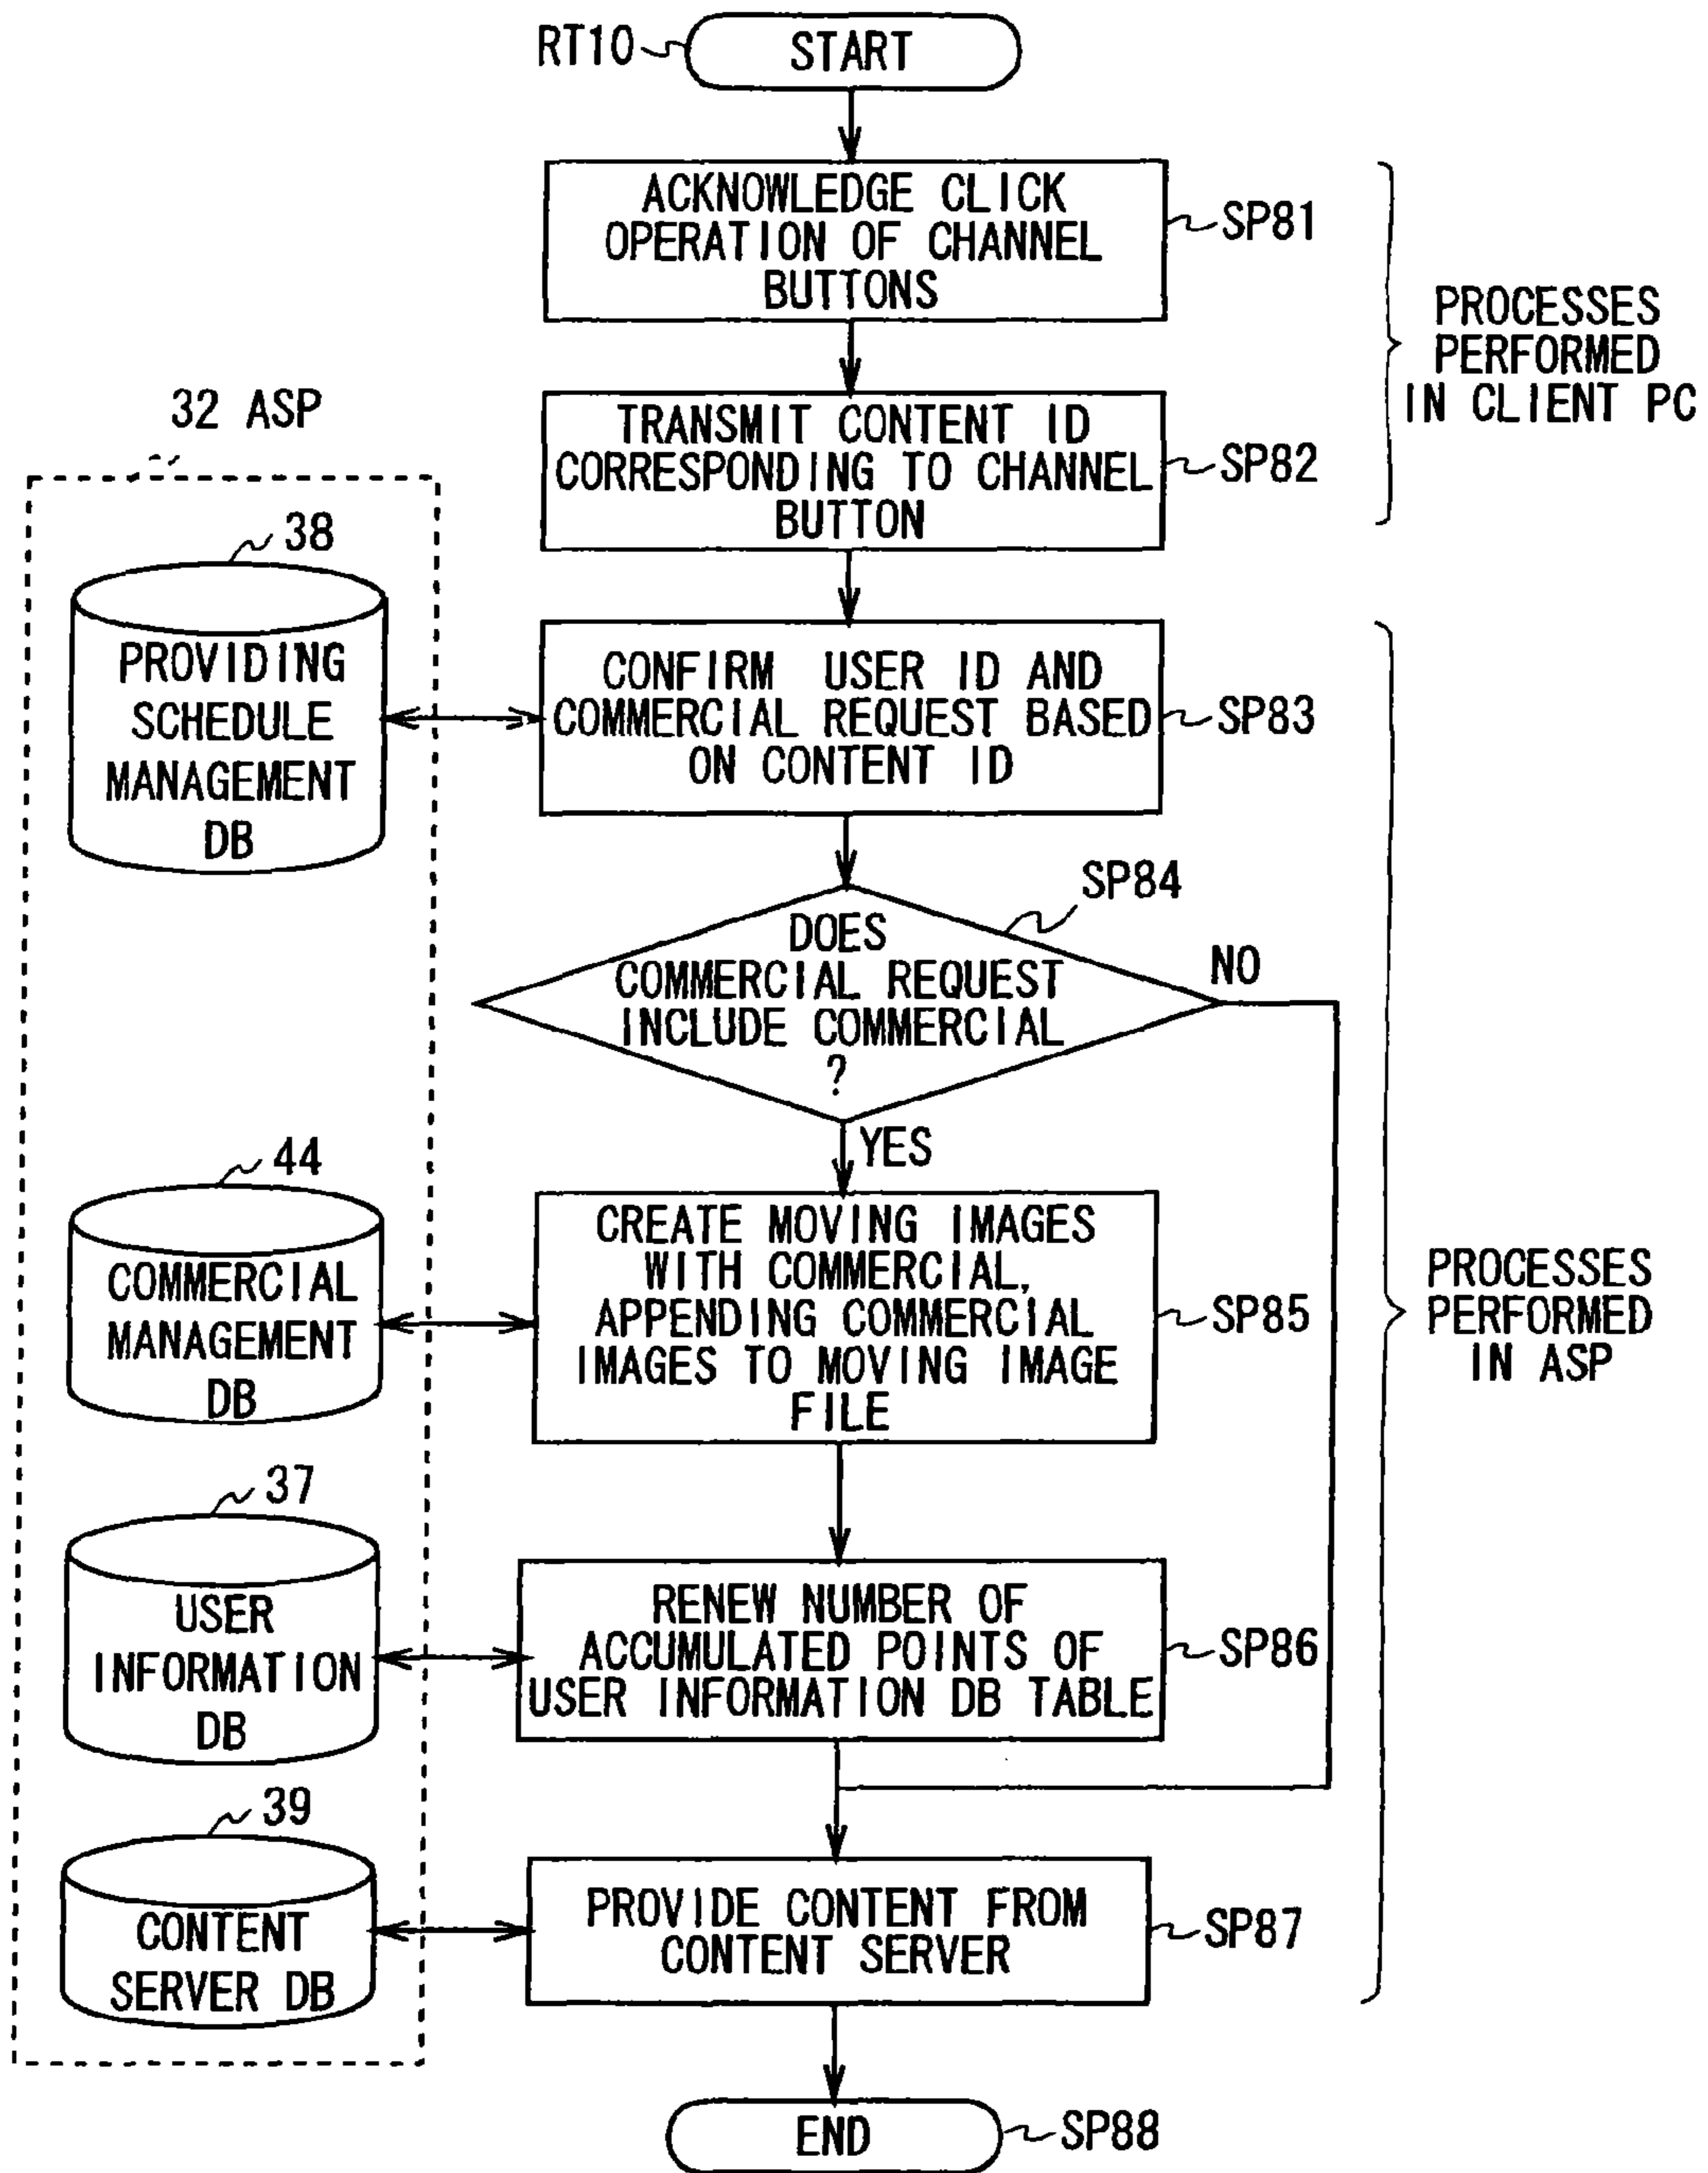 RT10
START
ACKNOWLEDGE CLICK
OPERATION OF CHANNEL
BUTTONS
SP81
PROCESSES
PERFORMED
IN CLIENT PC
32 ASP
TRANSMIT CONTENT ID
CORRESPONDING TO CHANNEL
BUTTON
SP82
38
PROVIDING
SCHEDULE
MANAGEMENT
DB
CONFIRM USER ID AND
COMMERCIAL REQUEST BASED
ON CONTENT ID
SP83
SP84
DOES
COMMERCIAL REQUEST
INCLUDE COMMERCIAL
?
NO
YES
44
COMMERCIAL
MANAGEMENT
DB
CREATE MOVING IMAGES
WITH COMMERCIAL,
APPENDING COMMERCIAL
IMAGES TO MOVING IMAGE
FILE
SP85
PROCESSES
PERFORMED
IN ASP
37
USER
INFORMATION
DB
RENEW NUMBER OF
ACCUMULATED POINTS OF
USER INFORMATION DB TABLE
SP86
39
CONTENT
SERVER DB
PROVIDE CONTENT FROM
CONTENT SERVER
SP87
END
SP88